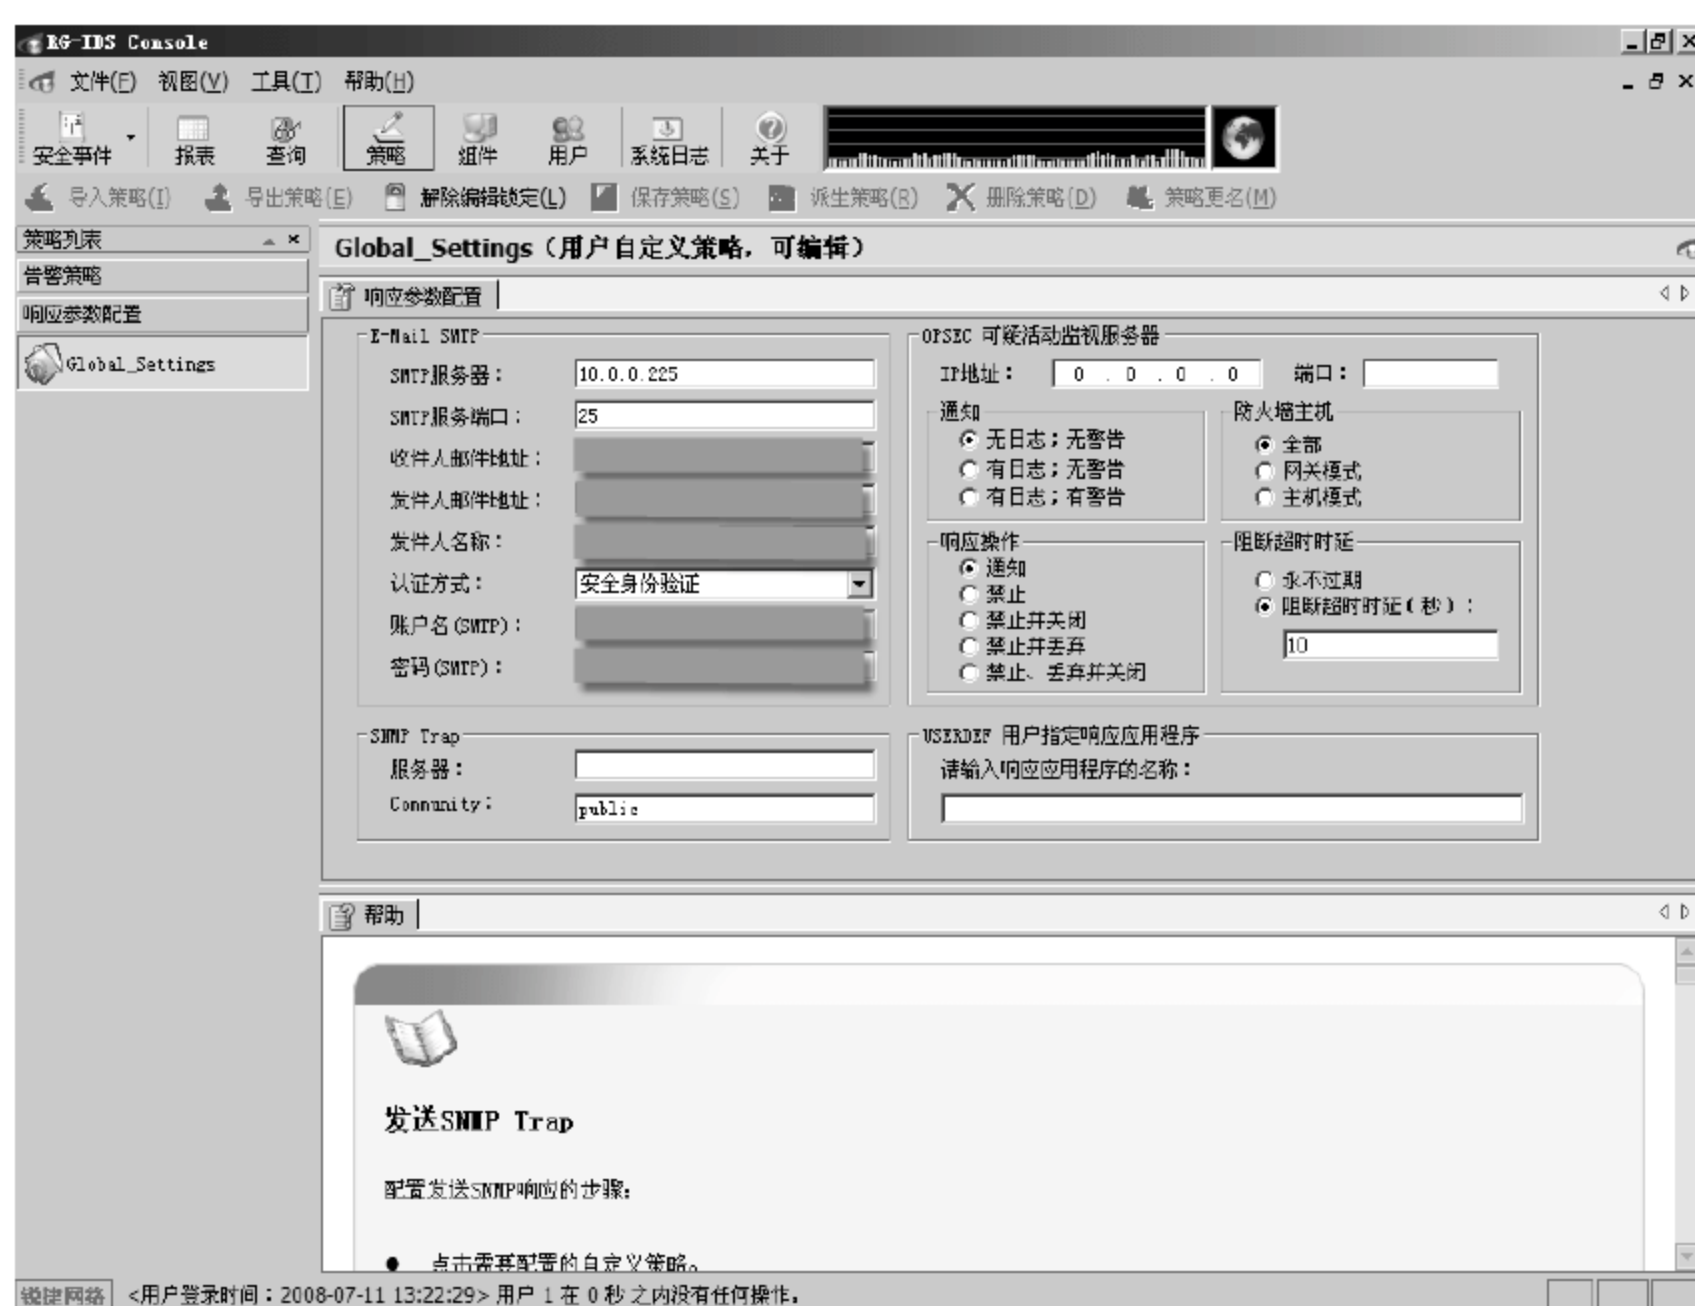 RG-IDS Console
文件(F) 视图(V) 工具(T) 帮助(H)
安全事件 报表 查询 策略 组件 用户 系统日志 关于
导入策略(I) 导出策略(E) 解除编辑锁定(L) 保存策略(S) 派生策略(R) 删除策略(D) 策略更名(M)
策略列表
告警策略
响应参数配置
Global_Settings
Global_Settings（用户自定义策略，可编辑）
响应参数配置
E-Mail SMTP
SMTP服务器： 10.0.0.225
SMTP服务端口： 25
收件人邮件地址：
发件人邮件地址：
发件人名称：
认证方式： 安全身份验证
账户名(SMTP)：
密码(SMTP)：
SNMP Trap
服务器：
Community： public
OPSEC 可疑活动监视服务器
IP地址： 0 . 0 . 0 . 0 端口：
通知
无日志；无警告
有日志；无警告
有日志；有警告
防火墙主机
全部
网关模式
主机模式
响应操作
通知
禁止
禁止并关闭
禁止并丢弃
禁止、丢弃并关闭
阻断超时时延
永不过期
阻断超时时延(秒)：
10
USERDEF 用户指定响应应用程序
请输入响应应用程序的名称：
帮助
发送SNMP Trap
配置发送SNMP响应的步骤：
● 点击需要配置的自定义策略。
锐捷网络 <用户登录时间：2008-07-11 13:22:29> 用户 1 在 0 秒 之内没有任何操作。